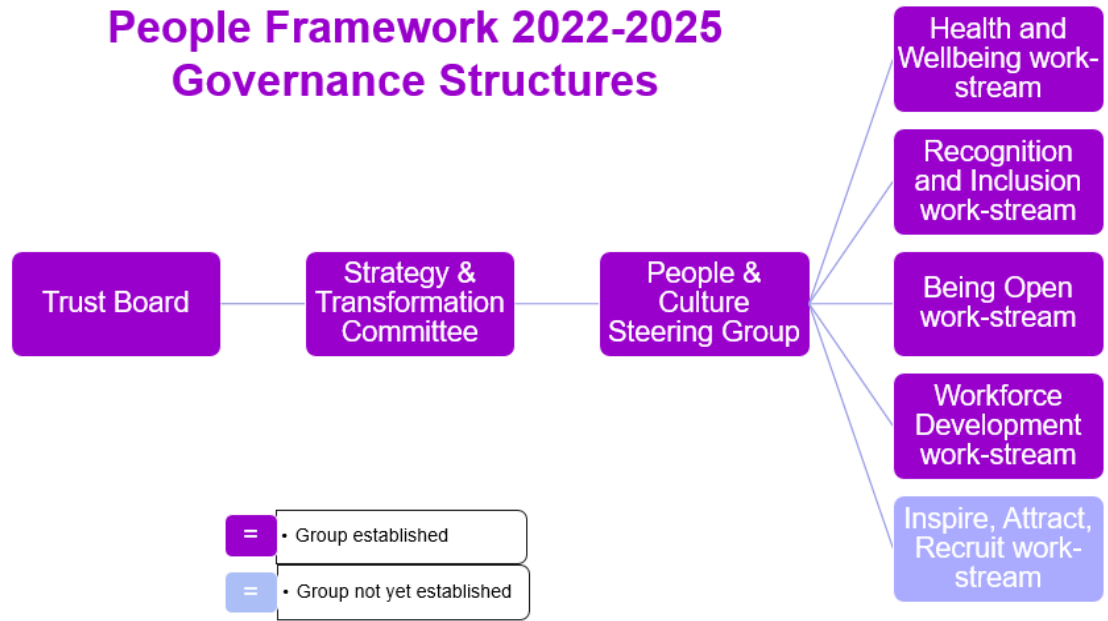 People Framework 2022-2025
Governance Structures
Trust Board
Strategy &
Transformation
Committee
People &
Culture
Steering Group
Health and
Wellbeing work-
stream
Recognition
and Inclusion
work-stream
Being Open
work-stream
Workforce
Development
work-stream
Inspire, Attract,
Recruit work-
stream
= • Group established
= • Group not yet established